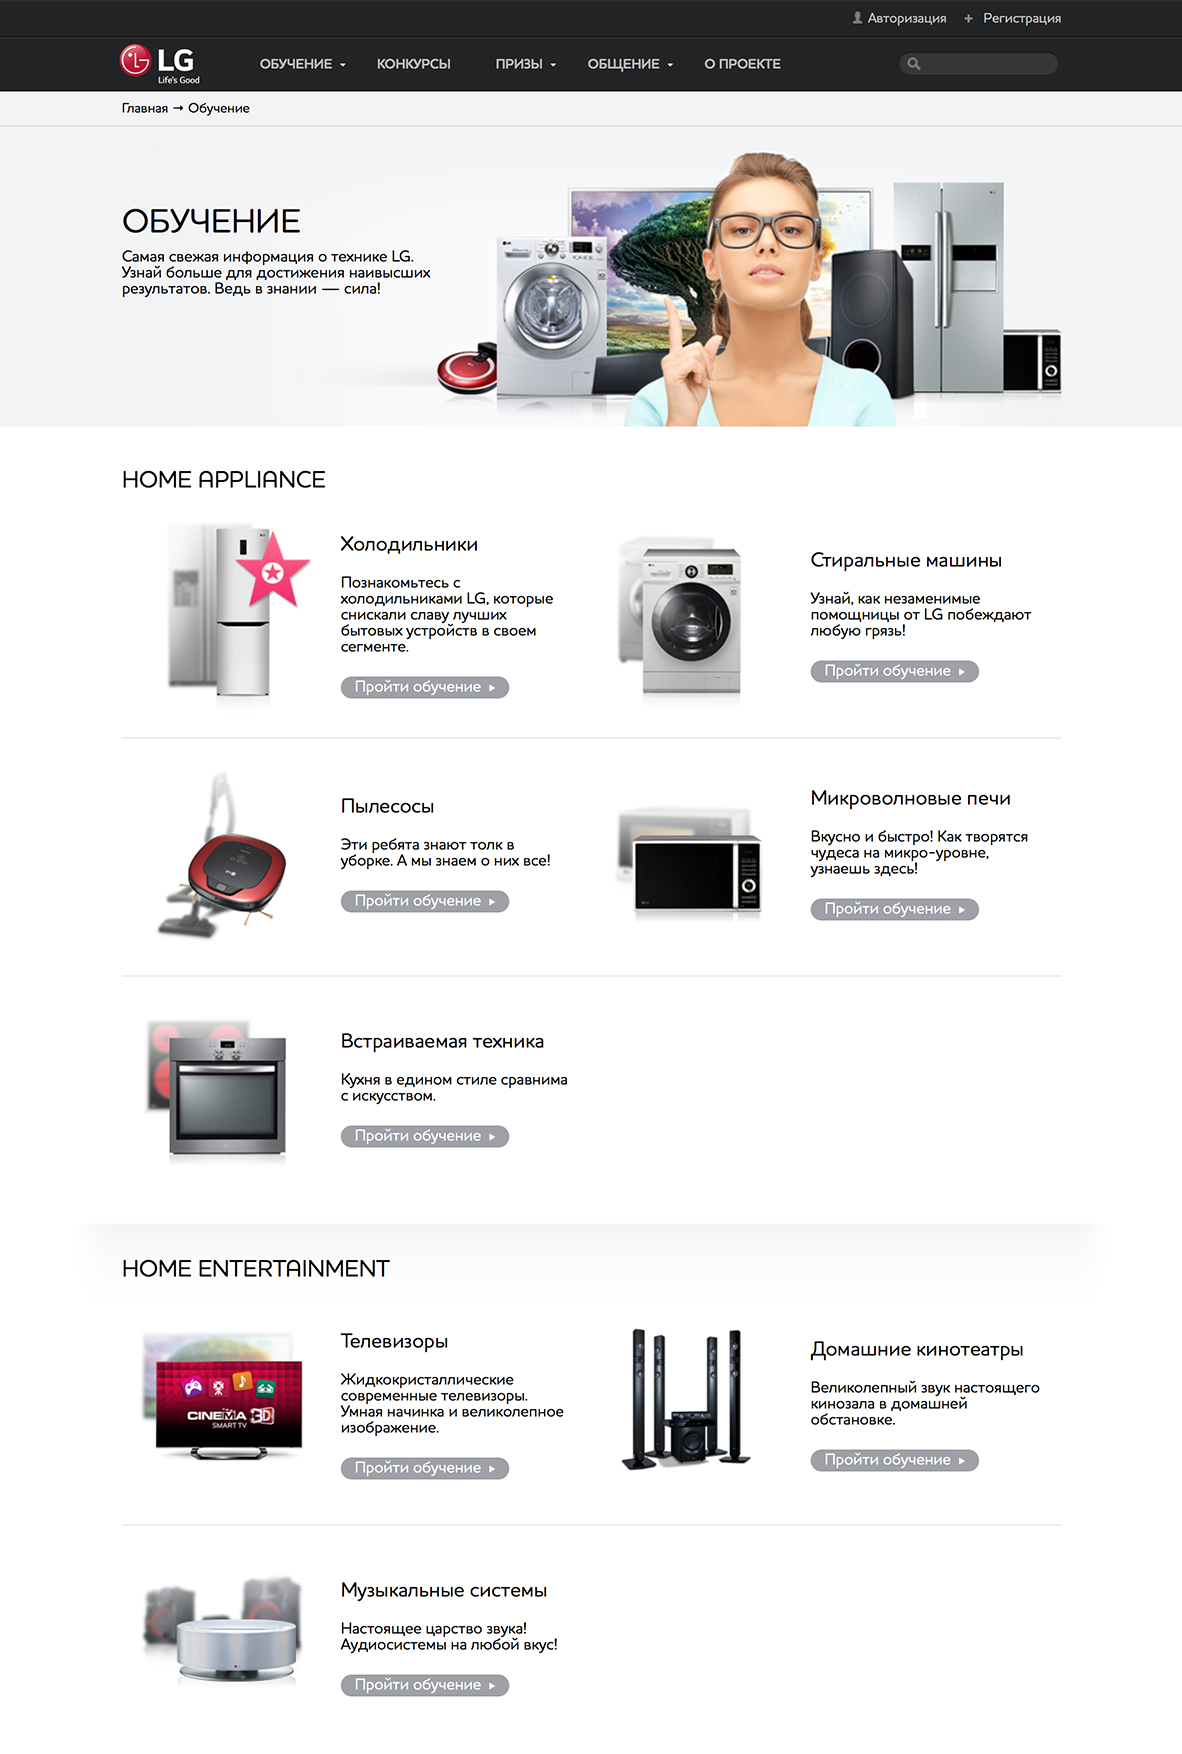 Авторизация
Регистрация
LG
Life's Good
ОБУЧЕНИЕ
КОНКУРСЫ
ПРИЗЫ
ОБЩЕНИЕ
О ПРОЕКТЕ
Главная → Обучение
ОБУЧЕНИЕ
Самая свежая информация о технике LG.
Узнай больше для достижения наивысших
результатов. Ведь в знании — сила!
HOME APPLIANCE
Холодильники
Познакомьтесь с
холодильниками LG, которые
снискали славу лучших
бытовых устройств в своем
сегменте.
Пройти обучение
Стиральные машины
Узнай, как незаменимые
помощницы от LG побеждают
любую грязь!
Пройти обучение
Пылесосы
Эти ребята знают толк в
уборке. А мы знаем о них все!
Пройти обучение
Микроволновые печи
Вкусно и быстро! Как творятся
чудеса на микро-уровне,
узнаешь здесь!
Пройти обучение
Встраиваемая техника
Кухня в едином стиле сравнима
с искусством.
Пройти обучение
HOME ENTERTAINMENT
CINEMA 3D
SMART TV
Телевизоры
Жидкокристаллические
современные телевизоры.
Умная начинка и великолепное
изображение.
Пройти обучение
Домашние кинотеатры
Великолепный звук настоящего
кинозала в домашней
обстановке.
Пройти обучение
Музыкальные системы
Настоящее царство звука!
Аудиосистемы на любой вкус!
Пройти обучение